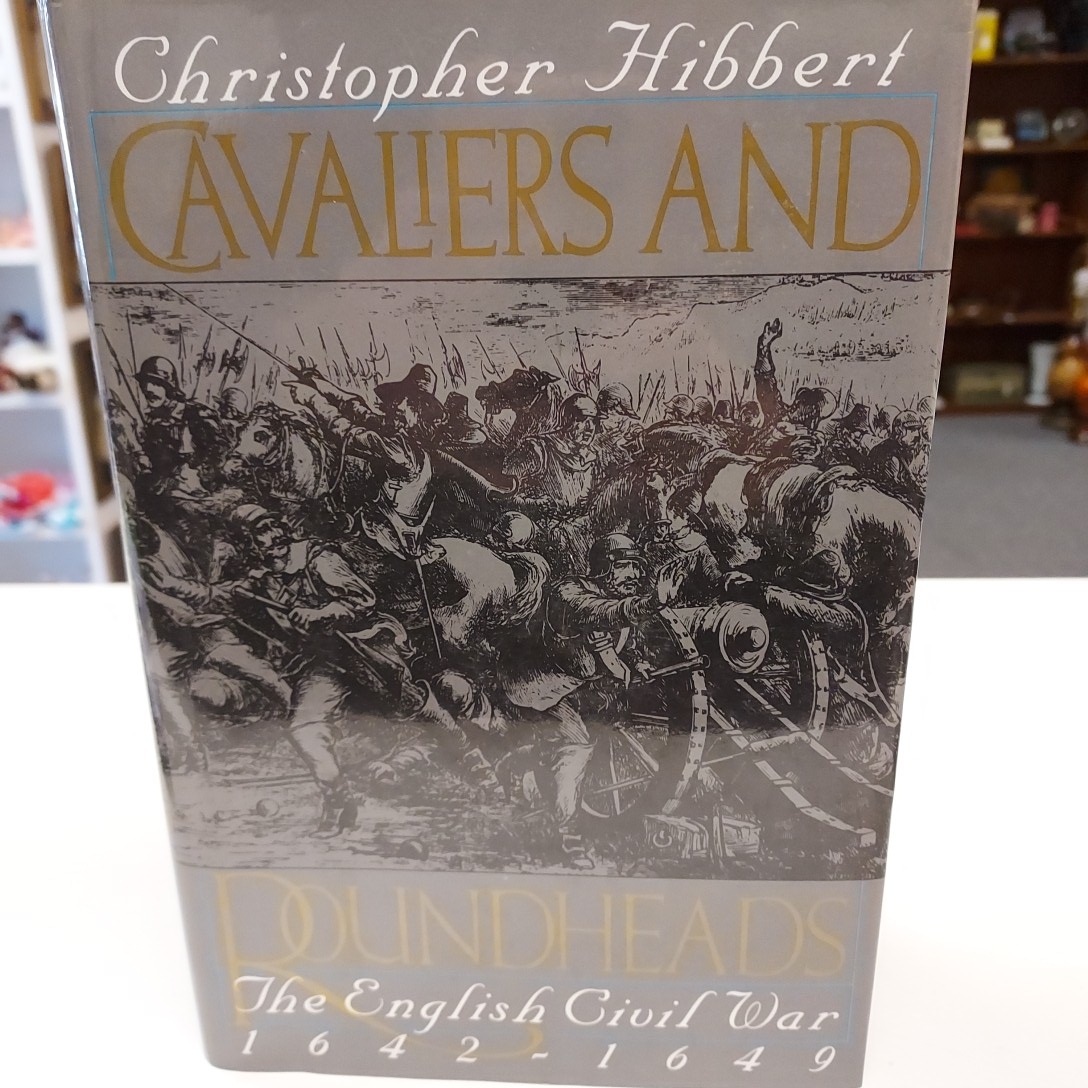 Christopher Hibbert
CAVALIERS AND
ROUNDHEADS
The English Civil War
1642-1649